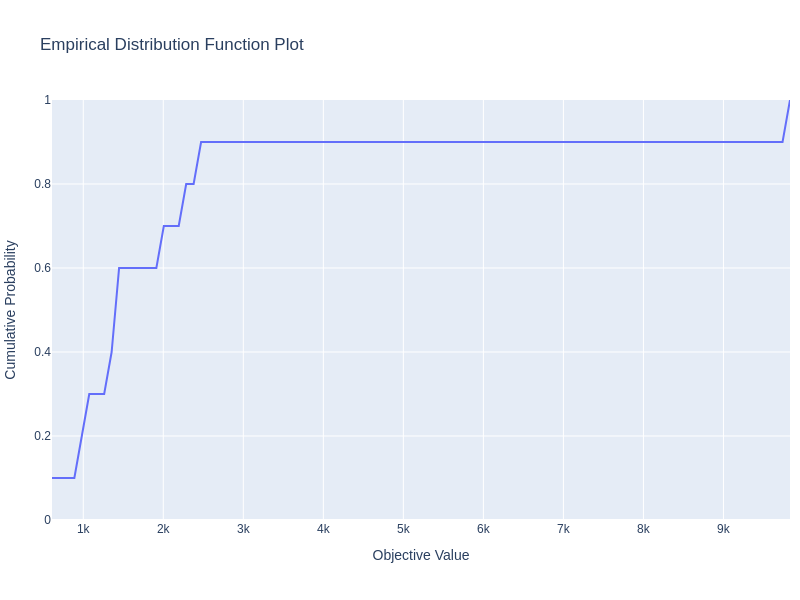 Empirical Distribution Function Plot
1
0.8
0.6
0.4
0.2
0
Cumulative Probability
1k 2k 3k 4k 5k 6k 7k 8k 9k
Objective Value